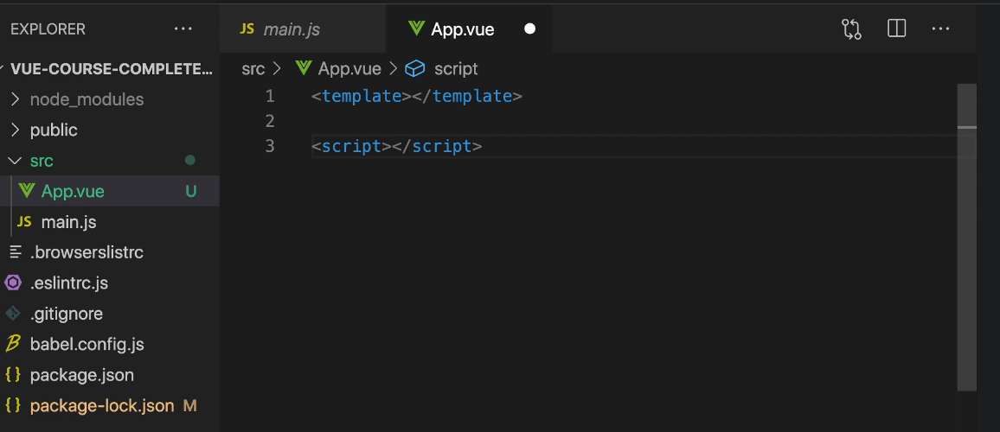 EXPLORER ···
VUE-COURSE-COMPLETE...
node_modules
public
src
App.vue U
JS main.js
.browserslistrc
.eslintrc.js
.gitignore
babel.config.js
{} package.json
{} package-lock.json M
JS main.js App.vue
src > App.vue > script
1 <template></template>
2
3 <script></script>